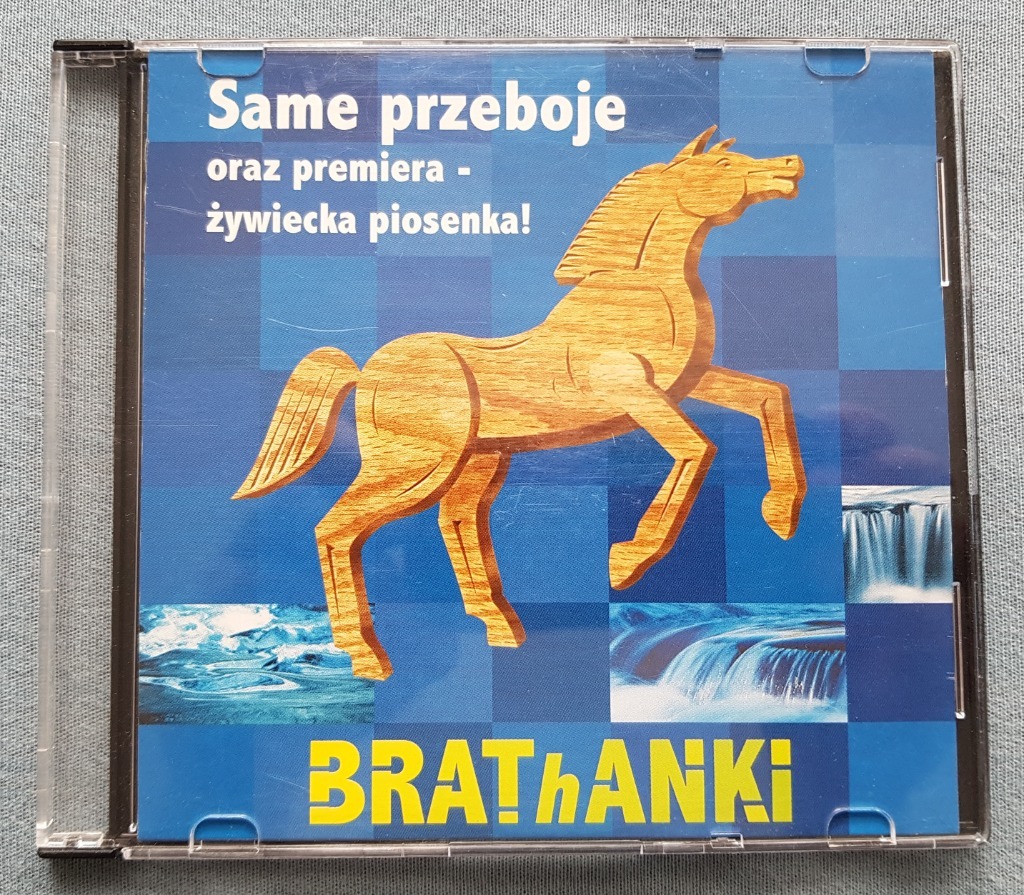 Same przeboje
oraz premiera -
żywiecka piosenka!
BRAThANKI